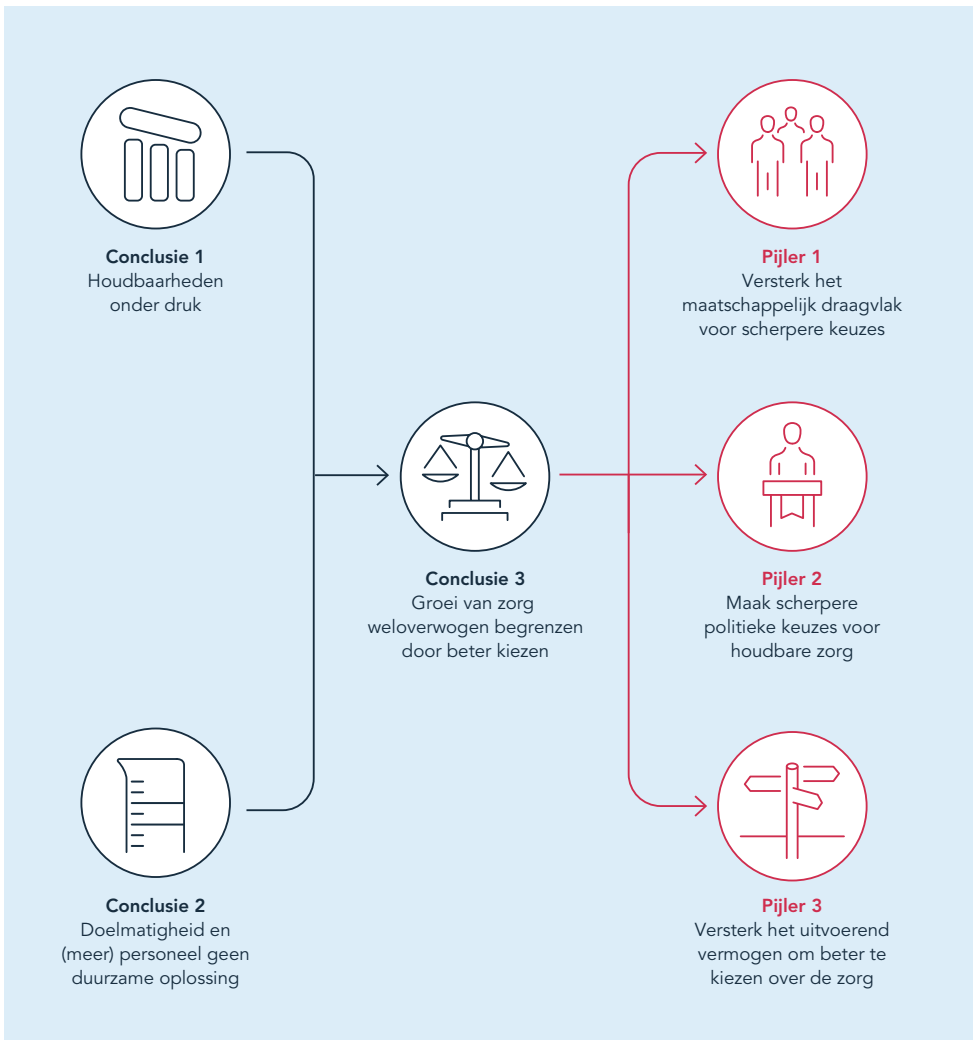 Conclusie 1
Houdbaarheden
onder druk
Conclusie 2
Doelmatigheid en
(meer) personeel geen
duurzame oplossing
Conclusie 3
Groei van zorg
weloverwogen begrenzen
door beter kiezen
Pijler 1
Versterk het
maatschappelijk draagvlak
voor scherpere keuzes
Pijler 2
Maak scherpere
politieke keuzes voor
houdbare zorg
Pijler 3
Versterk het uitvoerend
vermogen om beter te
kiezen over de zorg